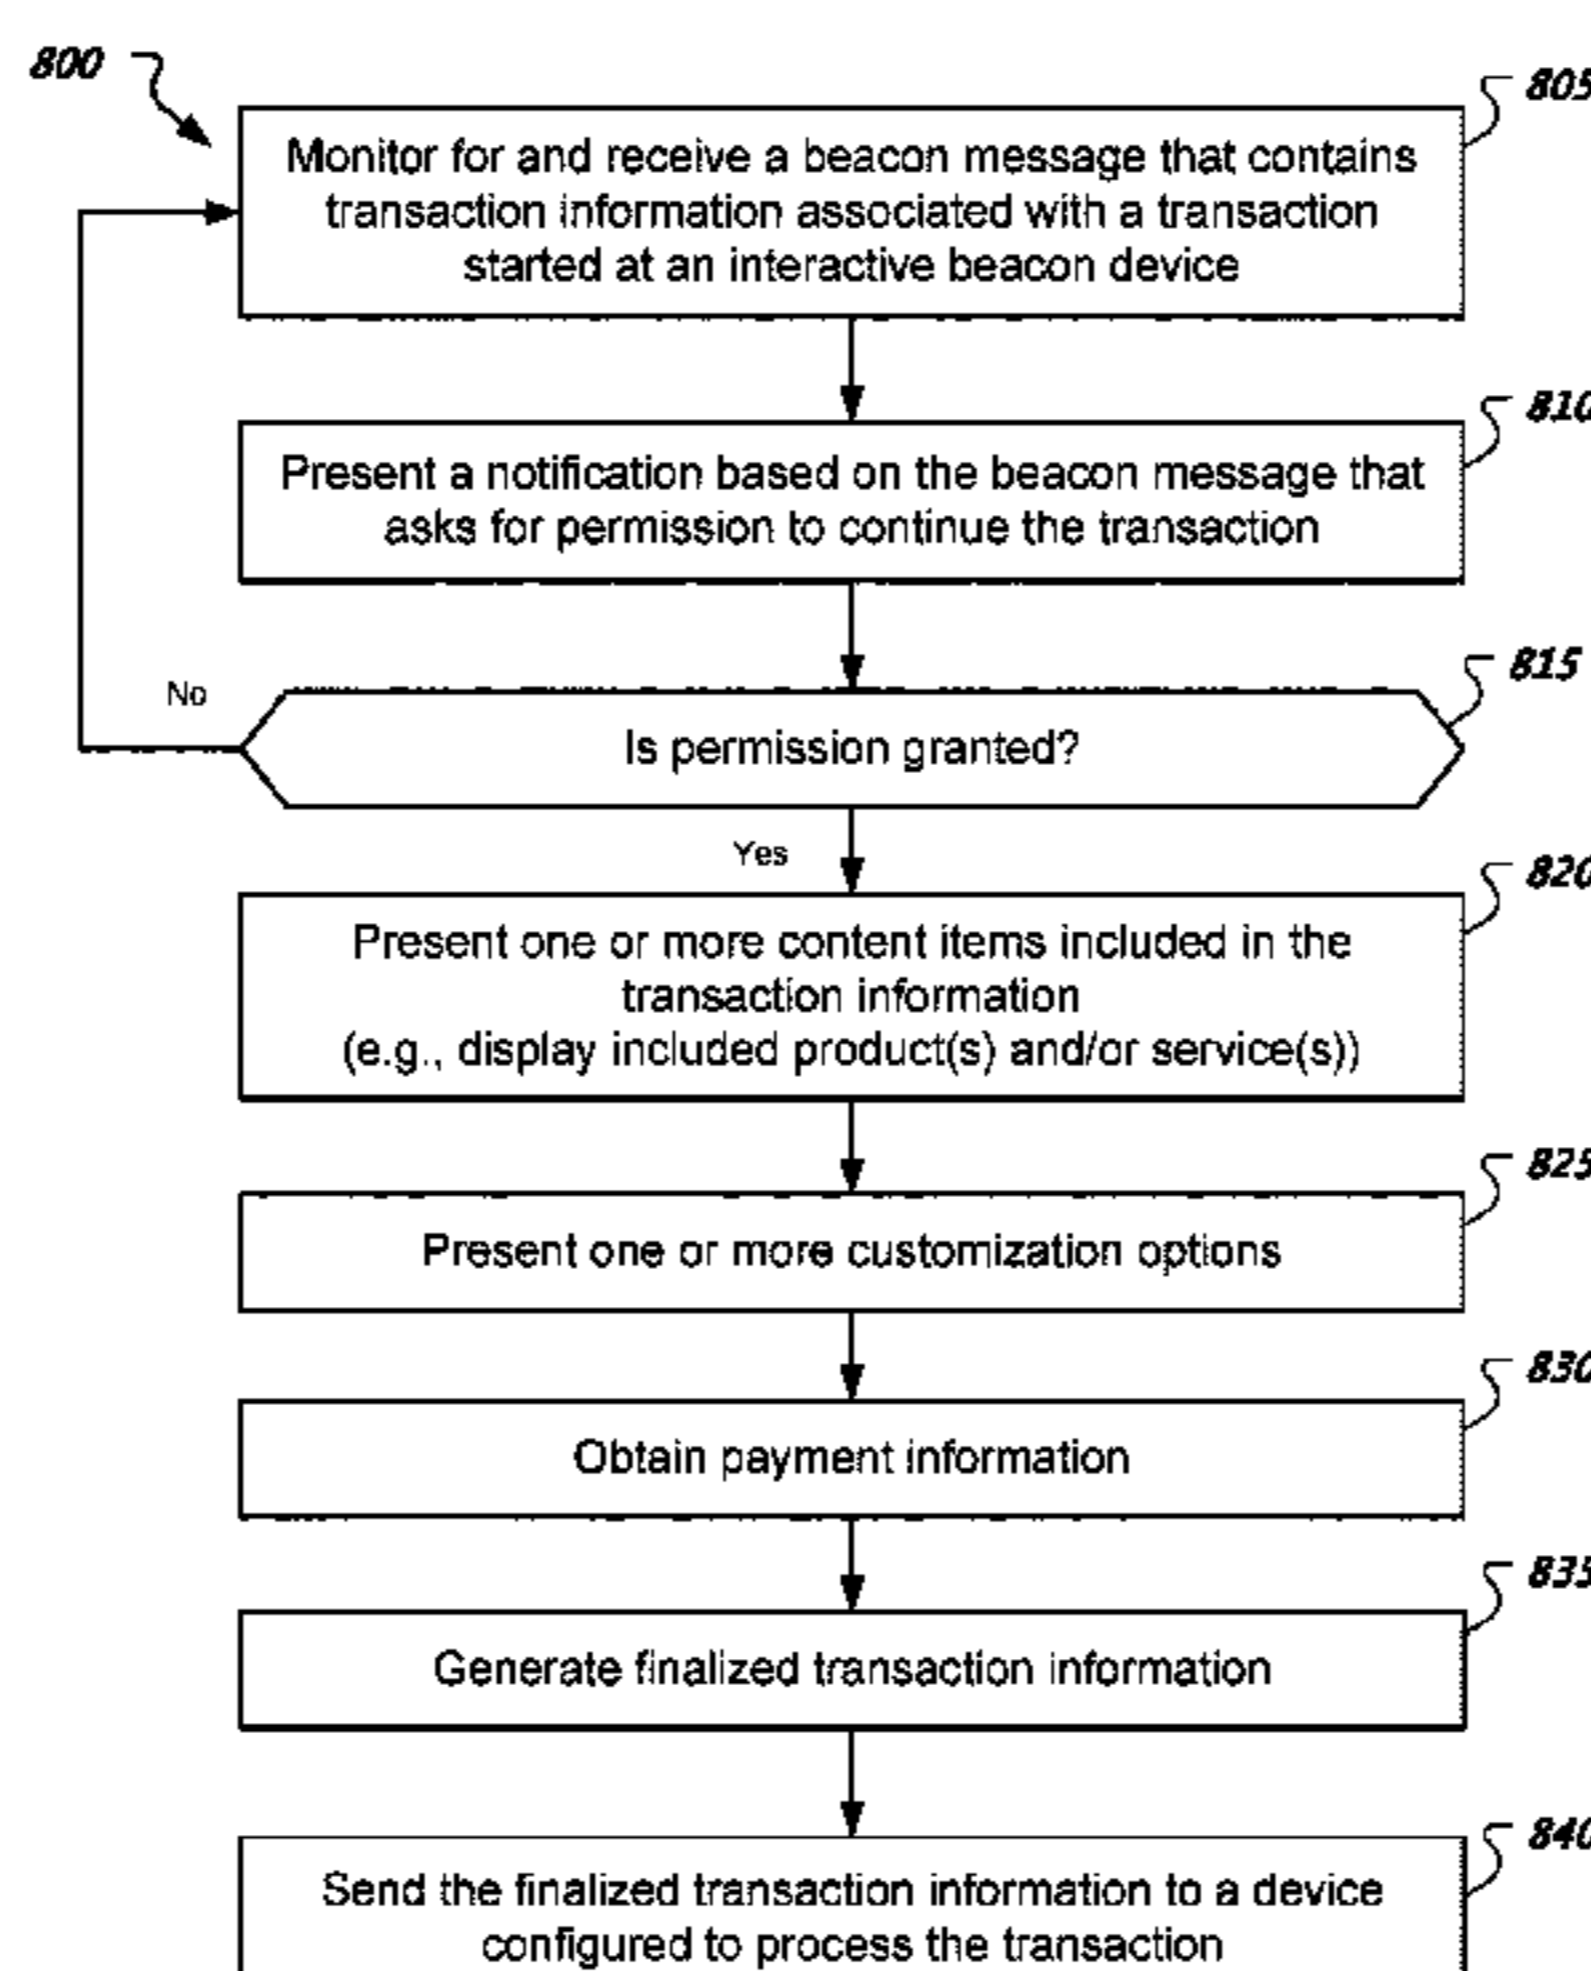 800
805
Monitor for and receive a beacon message that contains
transaction information associated with a transaction
started at an interactive beacon device
810
Present a notification based on the beacon message that
asks for permission to continue the transaction
815
No
Is permission granted?
Yes
820
Present one or more content items included in the
transaction information
(e.g., display included product(s) and/or service(s))
825
Present one or more customization options
830
Obtain payment information
835
Generate finalized transaction information
840
Send the finalized transaction information to a device
configured to process the transaction